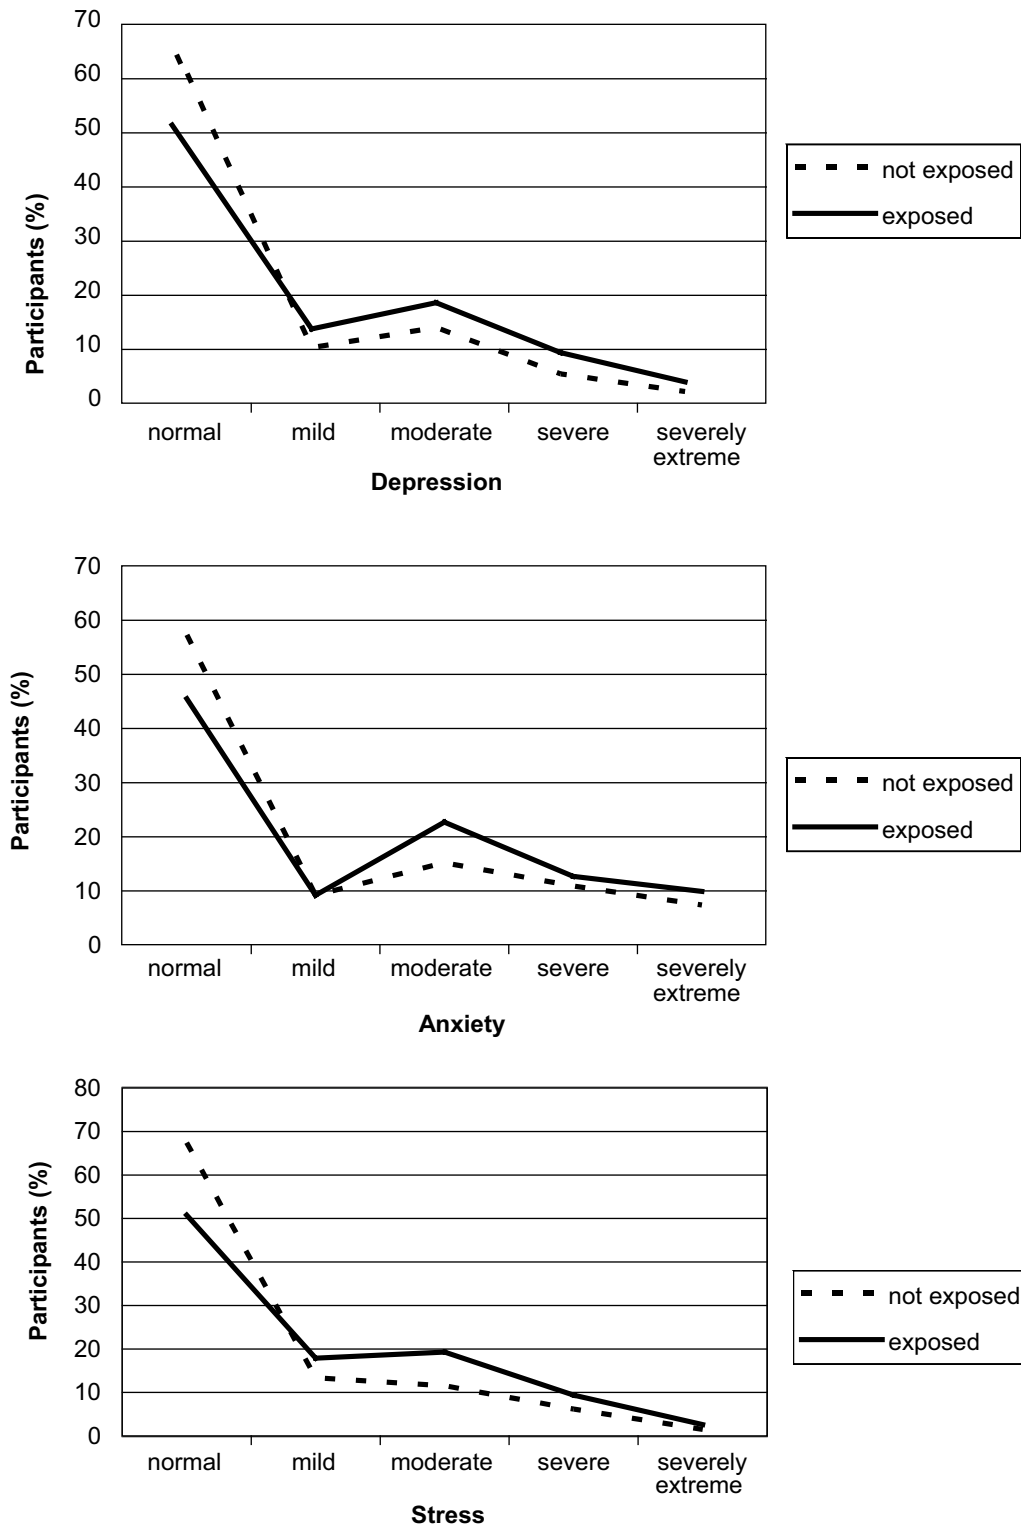 70
60
50
40
30
20
10
0
Participants (%)
normal mild moderate severe severely extreme
Depression
not exposed
exposed
70
60
50
40
30
20
10
0
Participants (%)
normal mild moderate severe severely extreme
Anxiety
not exposed
exposed
80
70
60
50
40
30
20
10
0
Participants (%)
normal mild moderate severe severely extreme
Stress
not exposed
exposed